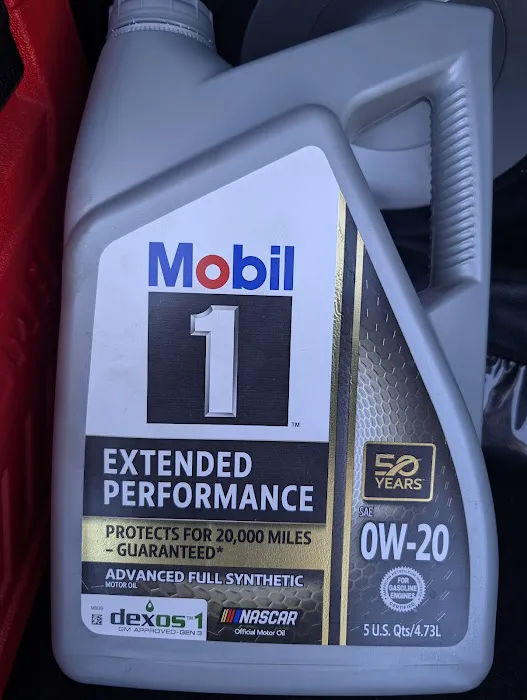 Mobil
1
™
EXTENDED
PERFORMANCE
PROTECTS FOR 20,000 MILES
– GUARANTEED*
ADVANCED FULL SYNTHETIC
MOTOR OIL
dexos™1
GM APPROVED-GEN 3
NASCAR
Official Motor Oil
50
YEARS
SAE
0W-20
FOR
GASOLINE
ENGINES
5 U.S. Qts/4.73L